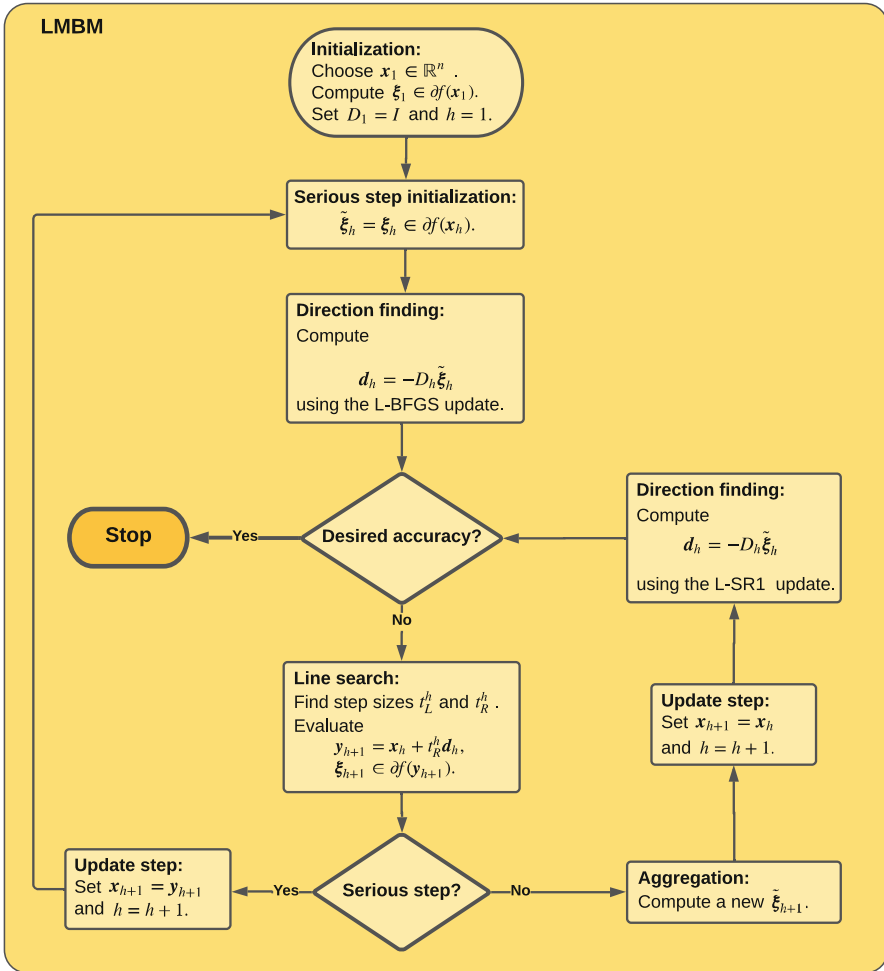 LMBM
Initialization:
Choose 𝒙₁ ∈ ℝⁿ .
Compute 𝝃₁ ∈ ∂f(𝒙₁).
Set D₁ = I and h = 1.
Serious step initialization:
𝝃̃ₕ = 𝝃ₕ ∈ ∂f(𝒙ₕ).
Direction finding:
Compute
𝒅ₕ = −Dₕ𝝃̃ₕ
using the L-BFGS update.
Desired accuracy?
Yes
Stop
No
Line search:
Find step sizes t_L^h and t_R^h .
Evaluate
𝒚ₕ₊₁ = 𝒙ₕ + t_R^h 𝒅ₕ,
𝝃ₕ₊₁ ∈ ∂f(𝒚ₕ₊₁).
Serious step?
Yes
Update step:
Set 𝒙ₕ₊₁ = 𝒚ₕ₊₁
and h = h + 1.
No
Aggregation:
Compute a new 𝝃̃ₕ₊₁.
Update step:
Set 𝒙ₕ₊₁ = 𝒙ₕ
and h = h + 1.
Direction finding:
Compute
𝒅ₕ = −Dₕ𝝃̃ₕ
using the L-SR1 update.